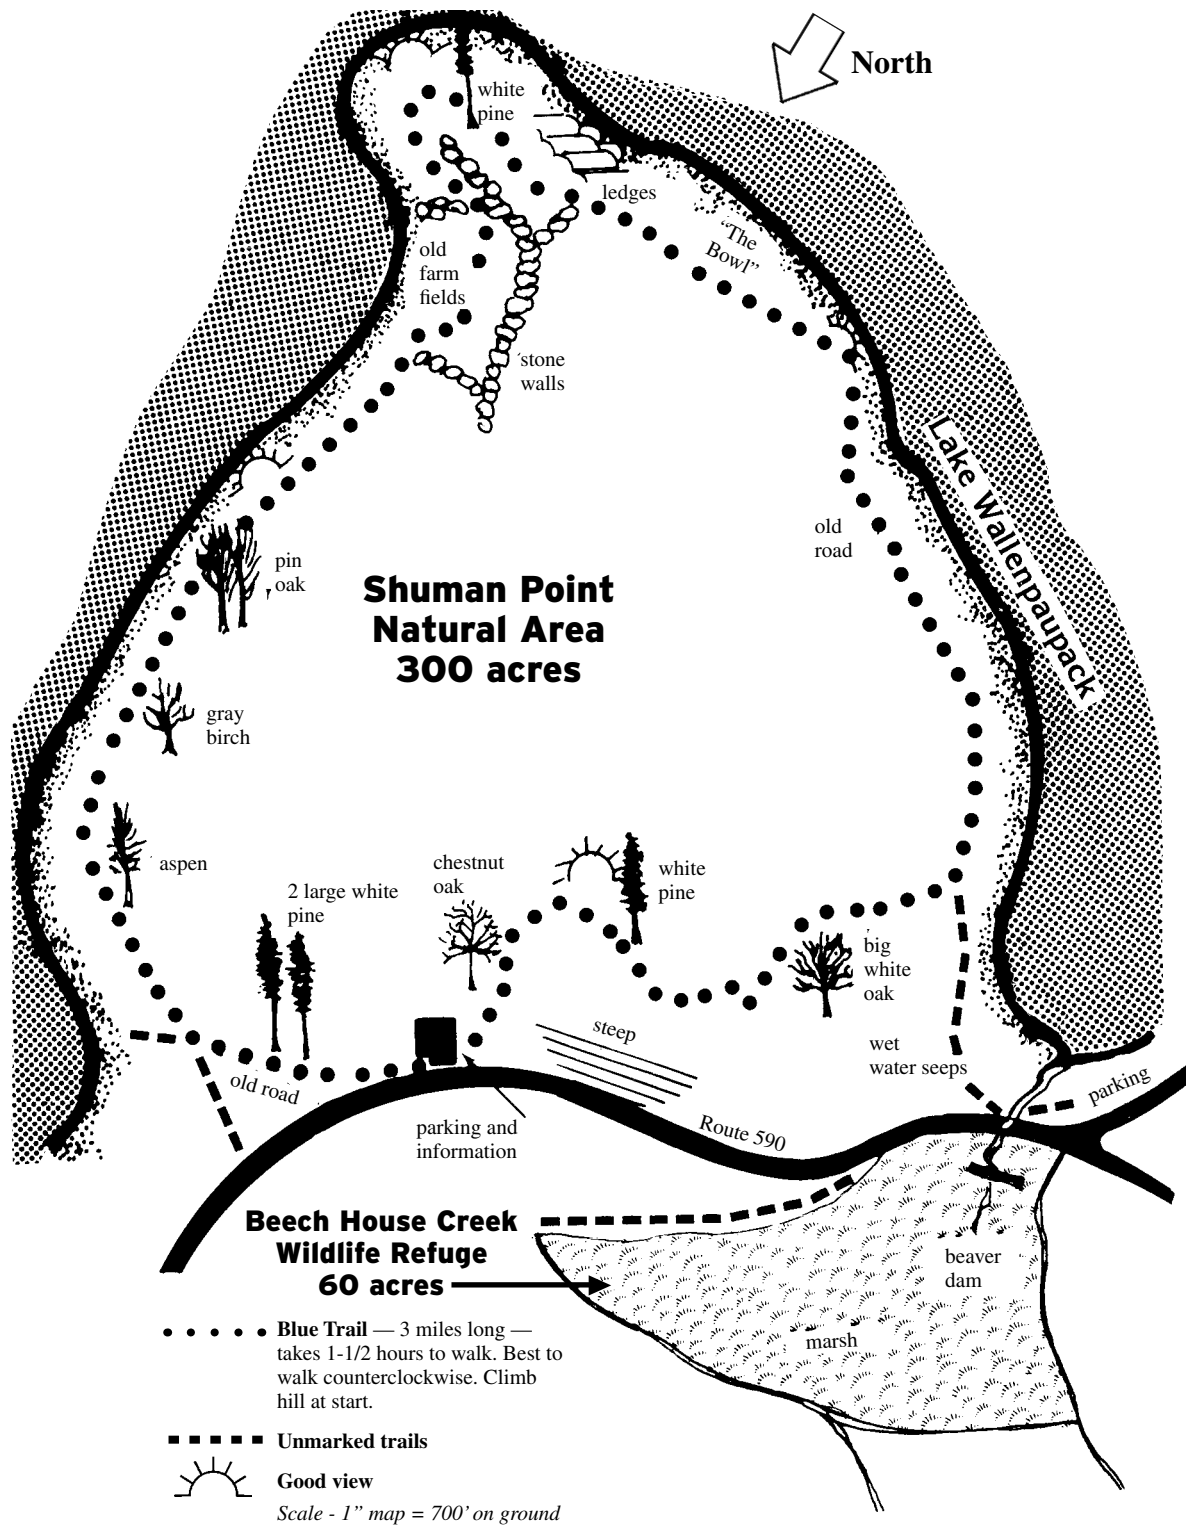 North
white
pine
ledges
“The
Bowl”
old
farm
fields
stone
walls
Lake Wallenpaupack
old
road
pin
oak
Shuman Point
Natural Area
300 acres
gray
birch
aspen
2 large white
pine
chestnut
oak
white
pine
big
white
oak
steep
wet
water seeps
parking
old road
parking and
information
Route 590
Beech House Creek
Wildlife Refuge
60 acres
beaver
dam
marsh
Blue Trail — 3 miles long —
takes 1-1/2 hours to walk. Best to
walk counterclockwise. Climb
hill at start.
Unmarked trails
Good view
Scale - 1” map = 700’ on ground